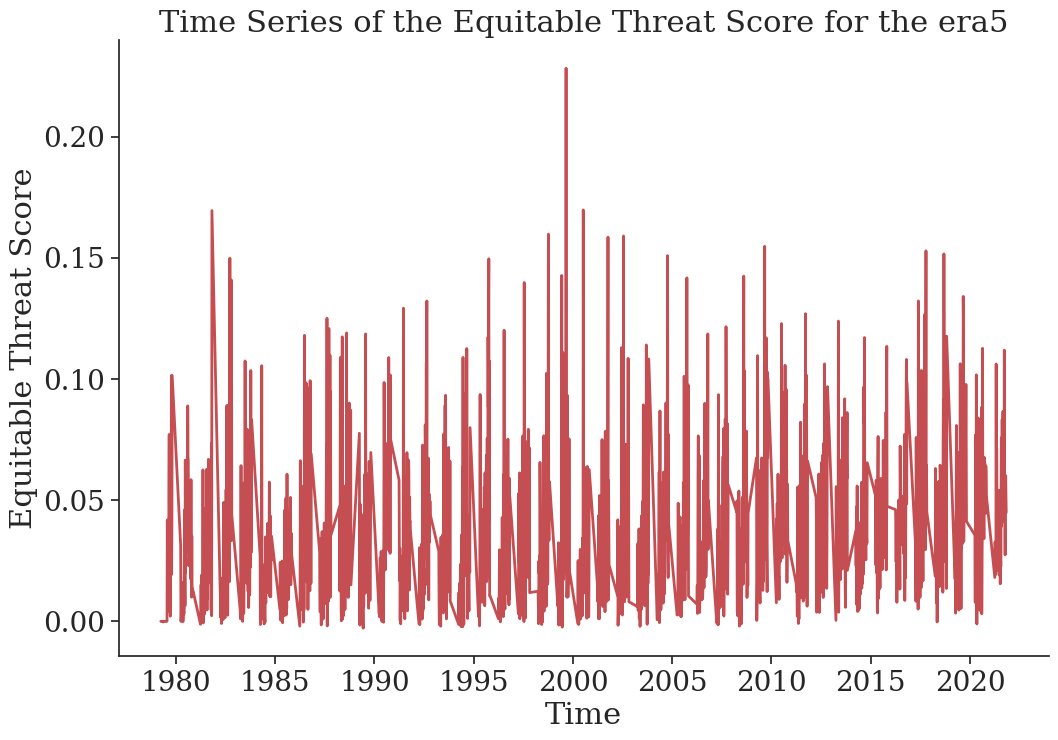 Time Series of the Equitable Threat Score for the era5
Equitable Threat Score
0.20
0.15
0.10
0.05
0.00
1980 1985 1990 1995 2000 2005 2010 2015 2020
Time